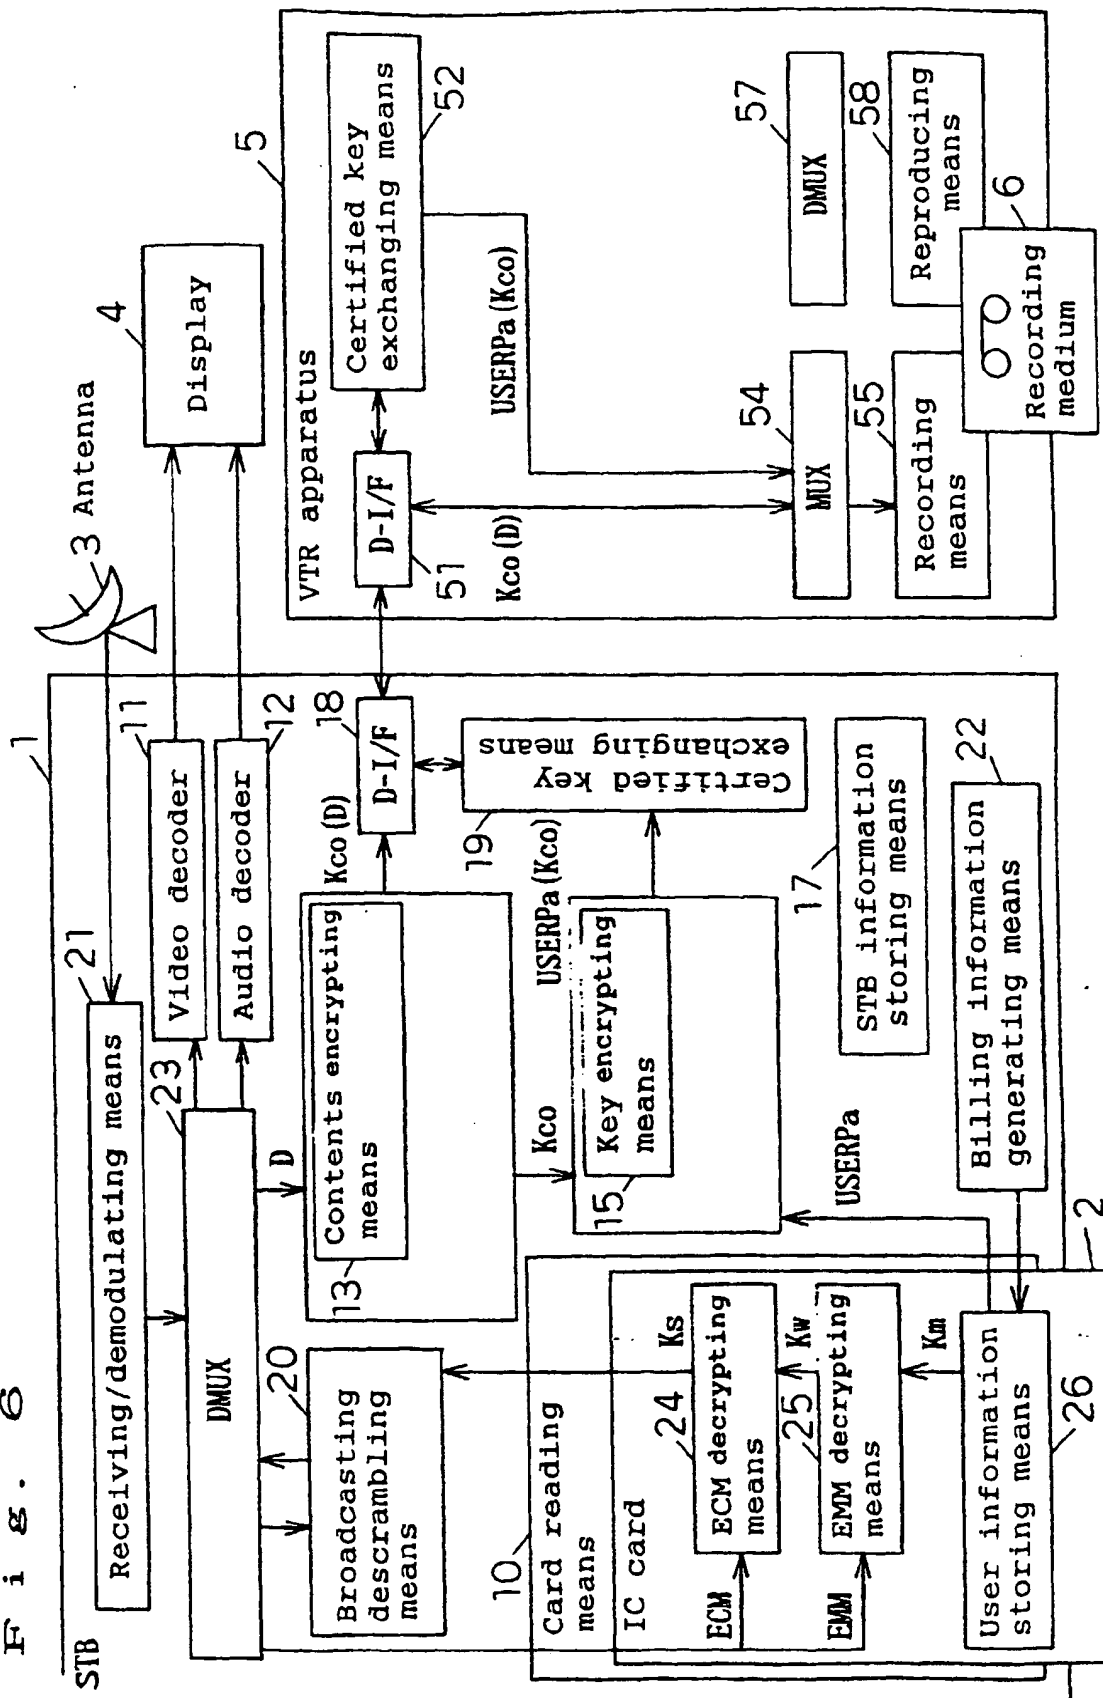 Fig. 6
STB
1
21
Receiving/demodulating means
3 Antenna
4
Display
11
Video decoder
12
Audio decoder
23
DMUX
D
20
Broadcasting
descrambling
means
13
Contents encrypting
means
Kco(D)
18
D-I/F
19
Certified key
exchanging means
Kco
USERPa(Kco)
15
Key encrypting
means
17
STB information
storing means
22
Billing information
generating means
USERPa
10
Card reading
means
2
IC card
ECM
24
ECM decrypting
means
Ks
EMM
25
EMM decrypting
means
Kw
Km
26
User information
storing means
5
VTR apparatus
51
D-I/F
52
Certified key
exchanging means
Kco(D)
USERPa(Kco)
54
MUX
55
Recording
means
57
DMUX
58
Reproducing
means
6
Recording
medium